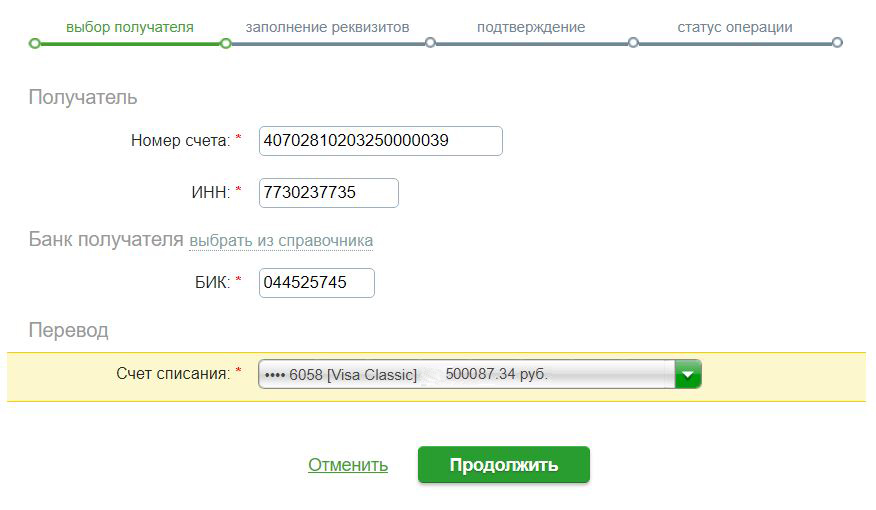 выбор получателя заполнение реквизитов подтверждение статус операции
Получатель
Номер счета: * 40702810203250000039
ИНН: * 7730237735
Банк получателя выбрать из справочника
БИК: * 044525745
Перевод
Счет списания: * •••• 6058 [Visa Classic] 500087.34 руб.
Отменить Продолжить